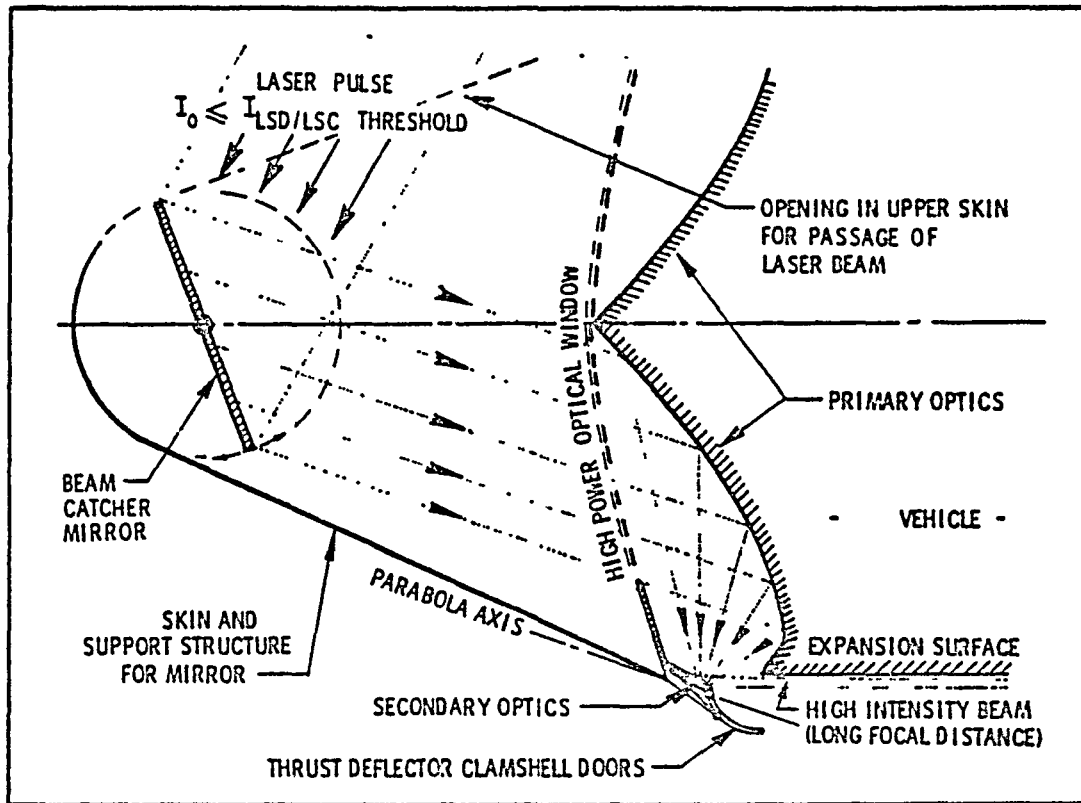 LASER PULSE
I₀ ≤ I LSD/LSC THRESHOLD
OPENING IN UPPER SKIN
FOR PASSAGE OF
LASER BEAM
HIGH POWER OPTICAL WINDOW
PRIMARY OPTICS
BEAM
CATCHER
MIRROR
- VEHICLE -
PARABOLA AXIS
SKIN AND
SUPPORT STRUCTURE
FOR MIRROR
EXPANSION SURFACE
SECONDARY OPTICS
HIGH INTENSITY BEAM
(LONG FOCAL DISTANCE)
THRUST DEFLECTOR CLAMSHELL DOORS